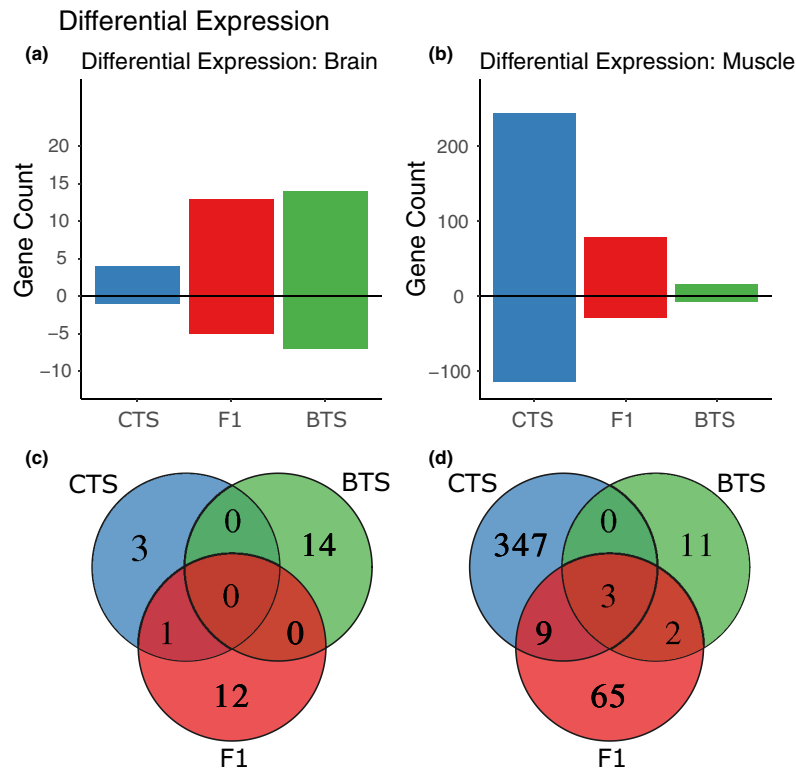 Differential Expression
(a)
Differential Expression: Brain
Gene Count
20
15
10
5
0
−5
−10
CTS
F1
BTS
(b)
Differential Expression: Muscle
Gene Count
200
100
0
−100
CTS
F1
BTS
(c)
CTS
BTS
3
0
14
0
1
0
12
F1
(d)
CTS
BTS
347
0
11
3
9
2
65
F1